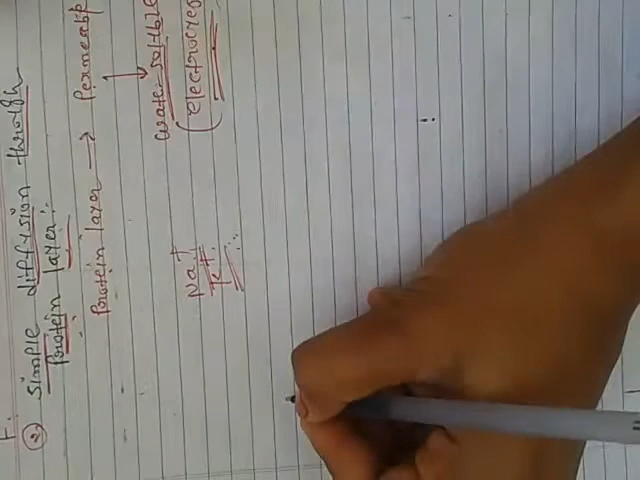 ② Simple diffusion through
Protein layer:
Protein layer → Permeable
water soluble
(electrolytes
Na+
K+